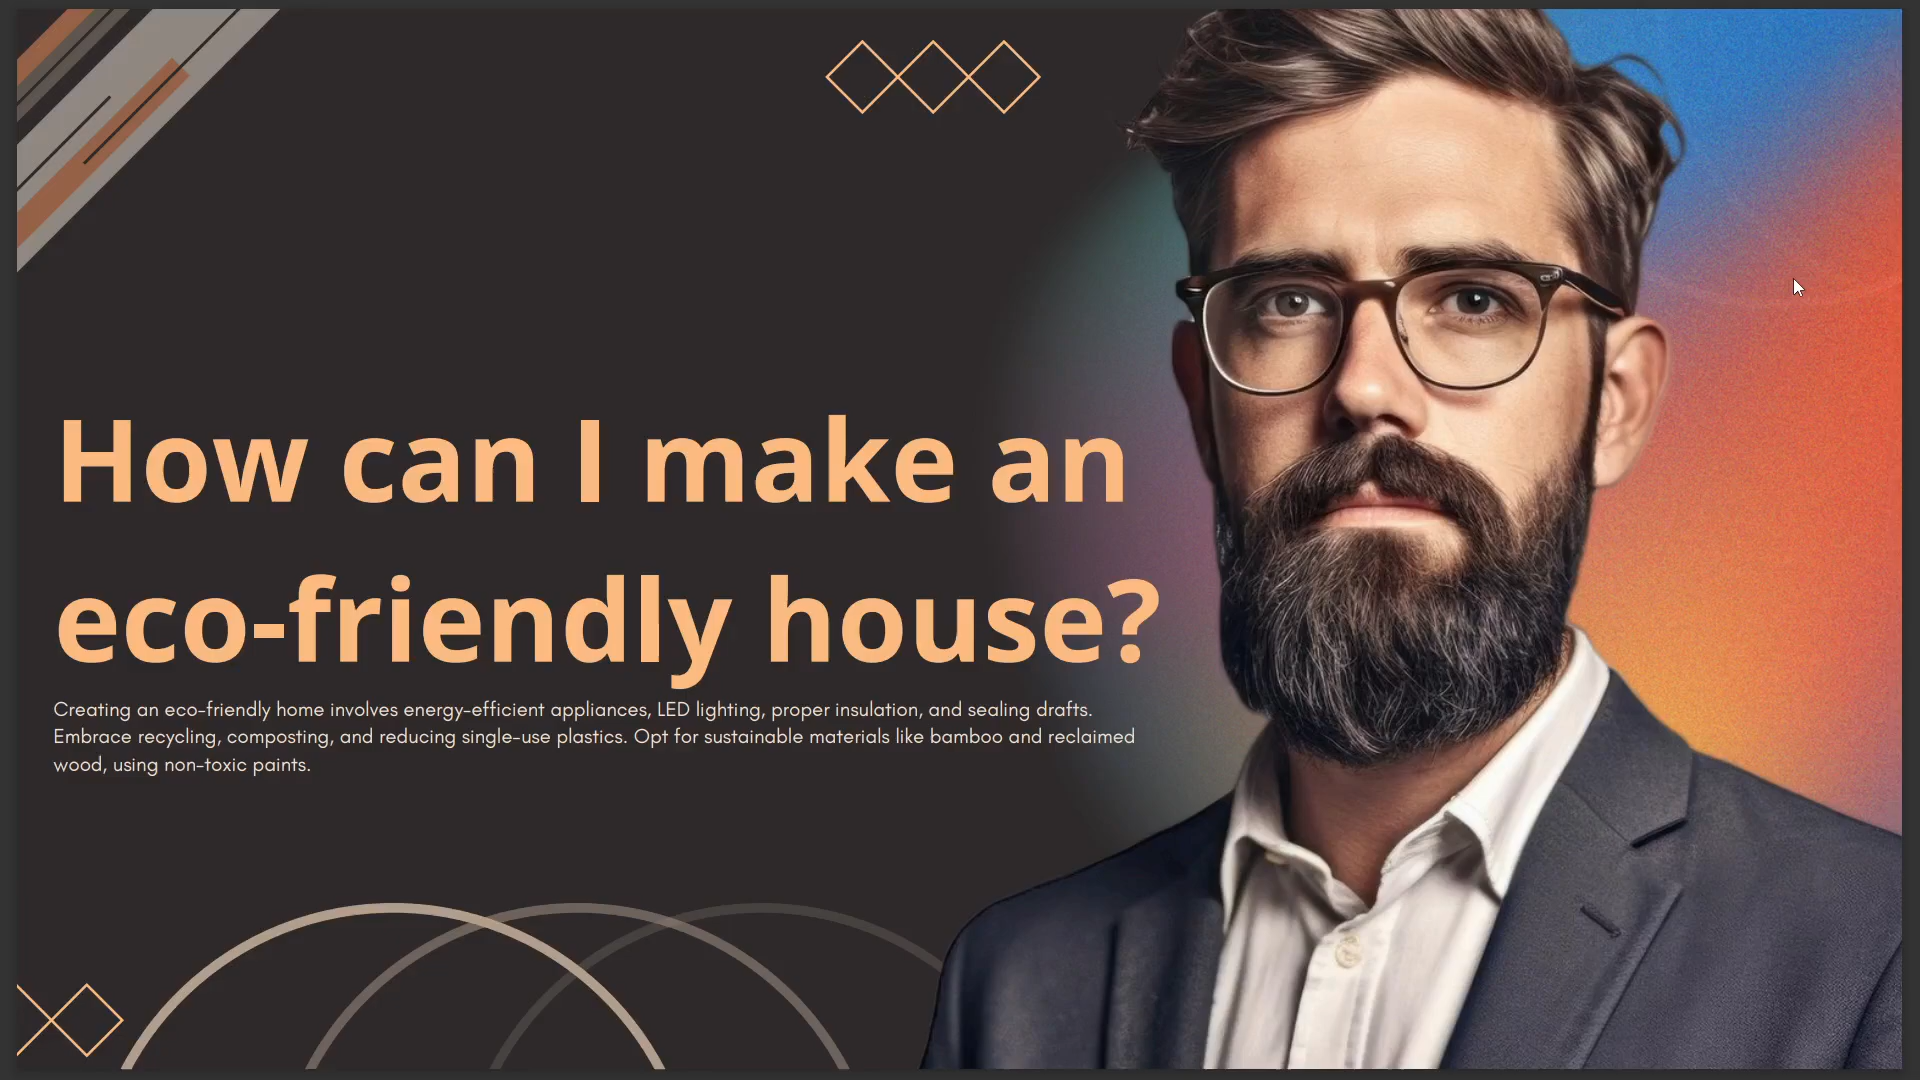 How can I make an
eco-friendly house?
Creating an eco-friendly home involves energy-efficient appliances, LED lighting, proper insulation, and sealing drafts.
Embrace recycling, composting, and reducing single-use plastics. Opt for sustainable materials like bamboo and reclaimed
wood, using non-toxic paints.